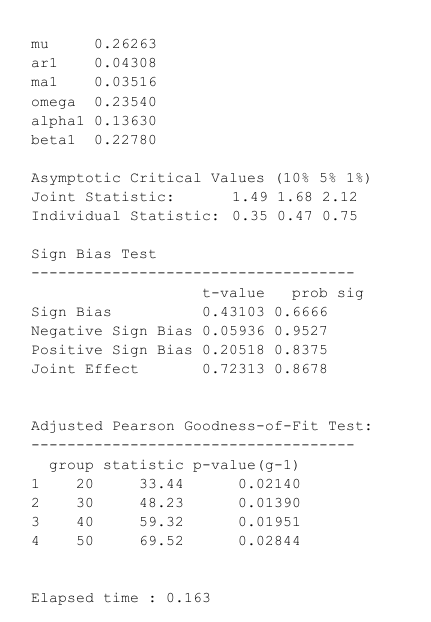 mu     0.26263
ar1    0.04308
ma1    0.03516
omega  0.23540
alpha1 0.13630
beta1  0.22780
Asymptotic Critical Values (10% 5% 1%)
Joint Statistic:       1.49 1.68 2.12
Individual Statistic:  0.35 0.47 0.75
Sign Bias Test
------------------------------------
                   t-value   prob sig
Sign Bias          0.43103 0.6666
Negative Sign Bias 0.05936 0.9527
Positive Sign Bias 0.20518 0.8375
Joint Effect       0.72313 0.8678
Adjusted Pearson Goodness-of-Fit Test:
------------------------------------
  group statistic p-value(g-1)
1    20     33.44      0.02140
2    30     48.23      0.01390
3    40     59.32      0.01951
4    50     69.52      0.02844
Elapsed time : 0.163